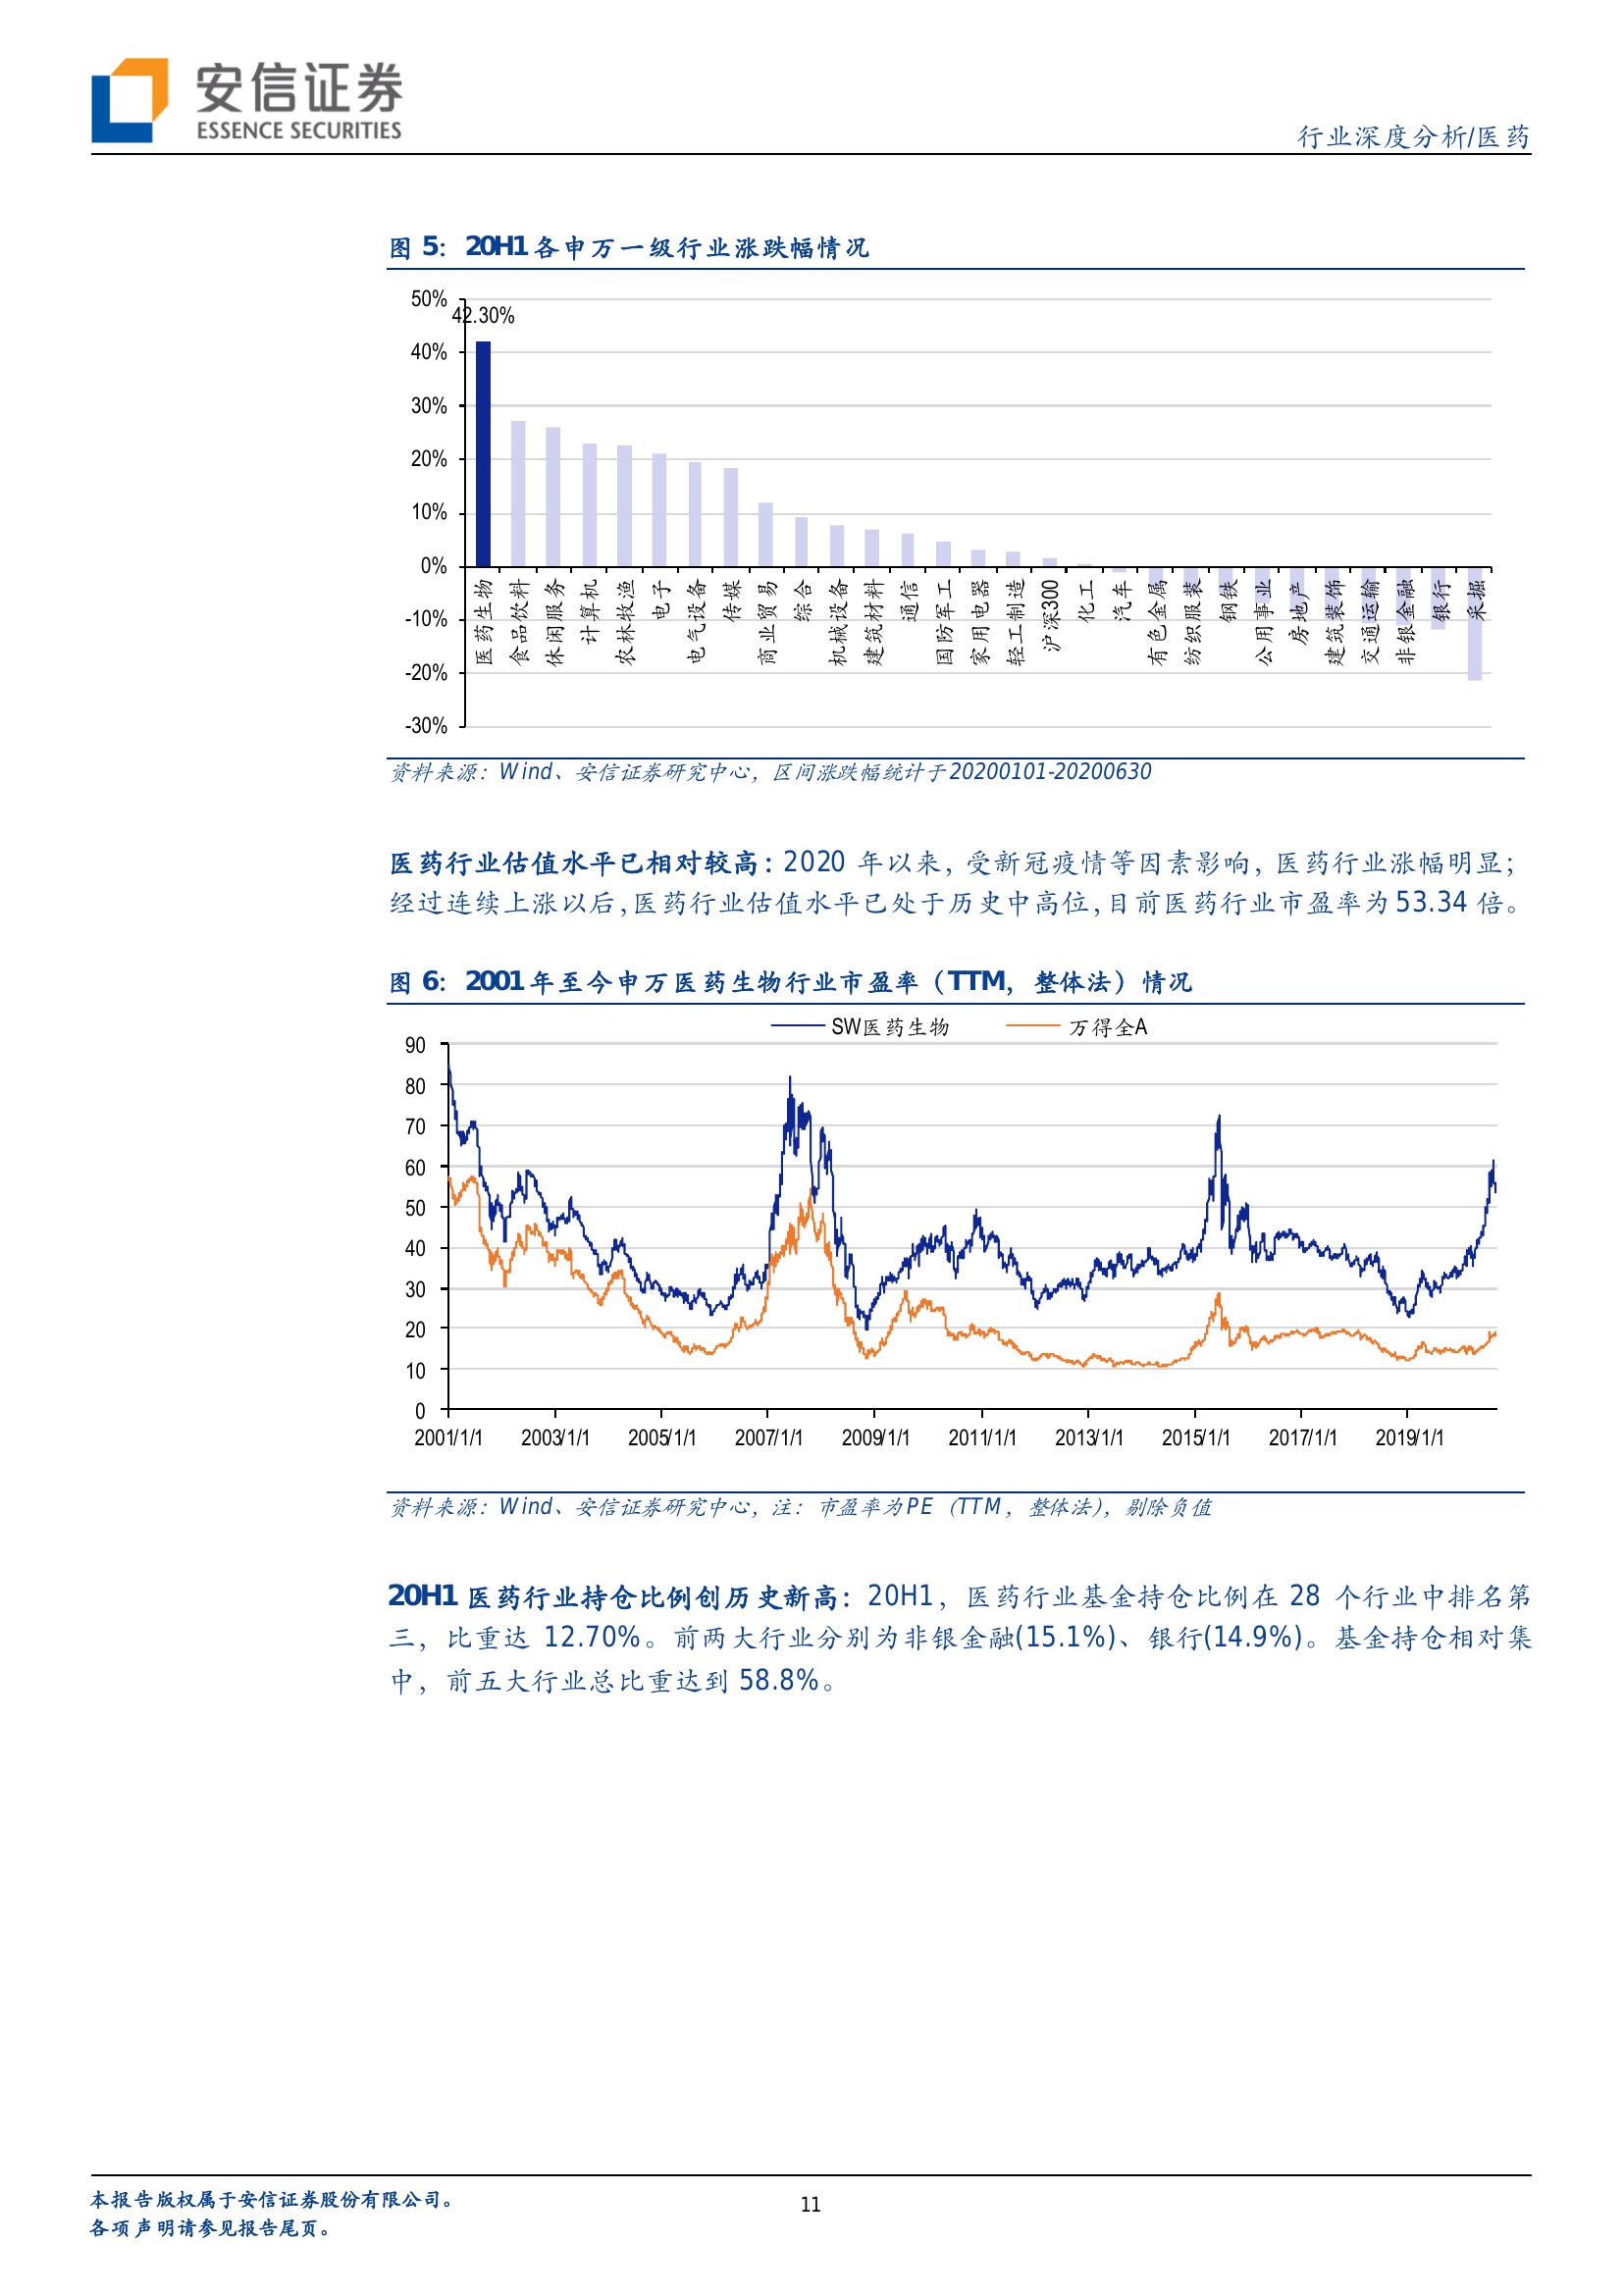 安信证券
ESSENCE SECURITIES
行业深度分析/医药
图 5：20H1各申万一级行业涨跌幅情况
50%
42.30%
40%
30%
20%
10%
0%
-10%
-20%
-30%
医药生物
食品饮料
休闲服务
计算机
农林牧渔
电子
电气设备
传媒
商业贸易
综合
机械设备
建筑材料
通信
国防军工
家用电器
轻工制造
沪深300
化工
汽车
有色金属
纺织服装
钢铁
公用事业
房地产
建筑装饰
交通运输
非银金融
银行
采掘
资料来源：Wind、安信证券研究中心，区间涨跌幅统计于20200101-20200630
医药行业估值水平已相对较高：2020 年以来，受新冠疫情等因素影响，医药行业涨幅明显；
经过连续上涨以后，医药行业估值水平已处于历史中高位，目前医药行业市盈率为 53.34 倍。
图 6：2001年至今申万医药生物行业市盈率（TTM，整体法）情况
SW医药生物 万得全A
90
80
70
60
50
40
30
20
10
0
2001/1/1 2003/1/1 2005/1/1 2007/1/1 2009/1/1 2011/1/1 2013/1/1 2015/1/1 2017/1/1 2019/1/1
资料来源：Wind、安信证券研究中心，注：市盈率为PE（TTM，整体法），剔除负值
20H1 医药行业持仓比例创历史新高：20H1，医药行业基金持仓比例在 28 个行业中排名第
三，比重达 12.70%。前两大行业分别为非银金融(15.1%)、银行(14.9%)。基金持仓相对集
中，前五大行业总比重达到 58.8%。
本报告版权属于安信证券股份有限公司。
11
各项声明请参见报告尾页。